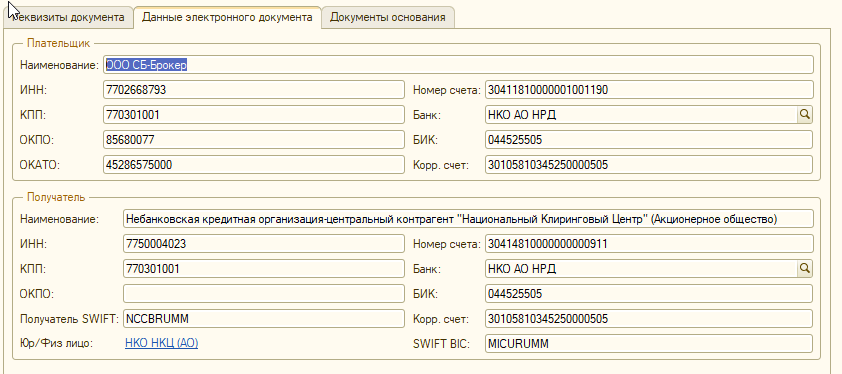 Реквизиты документа Данные электронного документа Документы основания
Плательщик
Наименование: ООО СБ-Брокер
ИНН: 7702668793 Номер счета: 30411810000001001190
КПП: 770301001 Банк: НКО АО НРД
ОКПО: 85680077 БИК: 044525505
ОКАТО: 45286575000 Корр. счет: 30105810345250000505
Получатель
Наименование: Небанковская кредитная организация-центральный контрагент "Национальный Клиринговый Центр" (Акционерное общество)
ИНН: 7750004023 Номер счета: 30414810000000000911
КПП: 770301001 Банк: НКО АО НРД
ОКПО: БИК: 044525505
Получатель SWIFT: NCCBRUMM Корр. счет: 30105810345250000505
Юр/Физ лицо: НКО НКЦ (АО) SWIFT BIC: MICURUMM